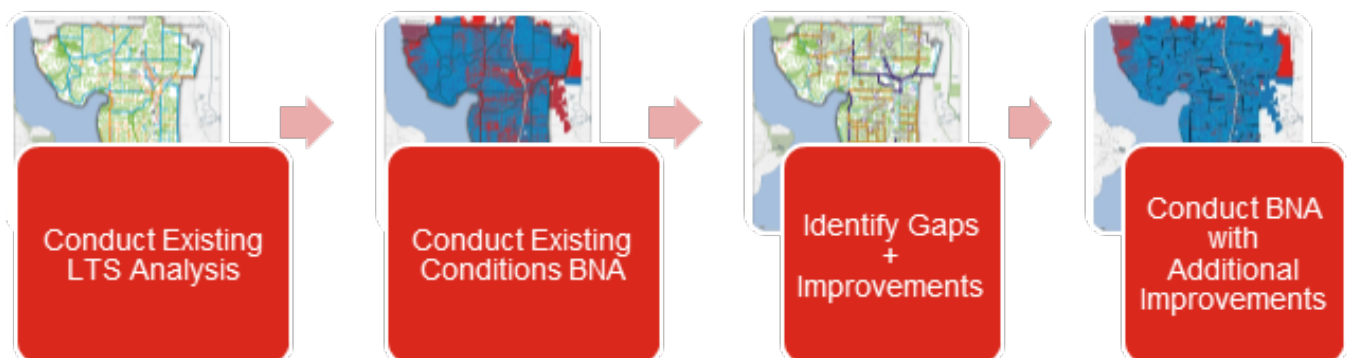 Conduct Existing
LTS Analysis
Conduct Existing
Conditions BNA
Identify Gaps
+
Improvements
Conduct BNA
with
Additional
Improvements